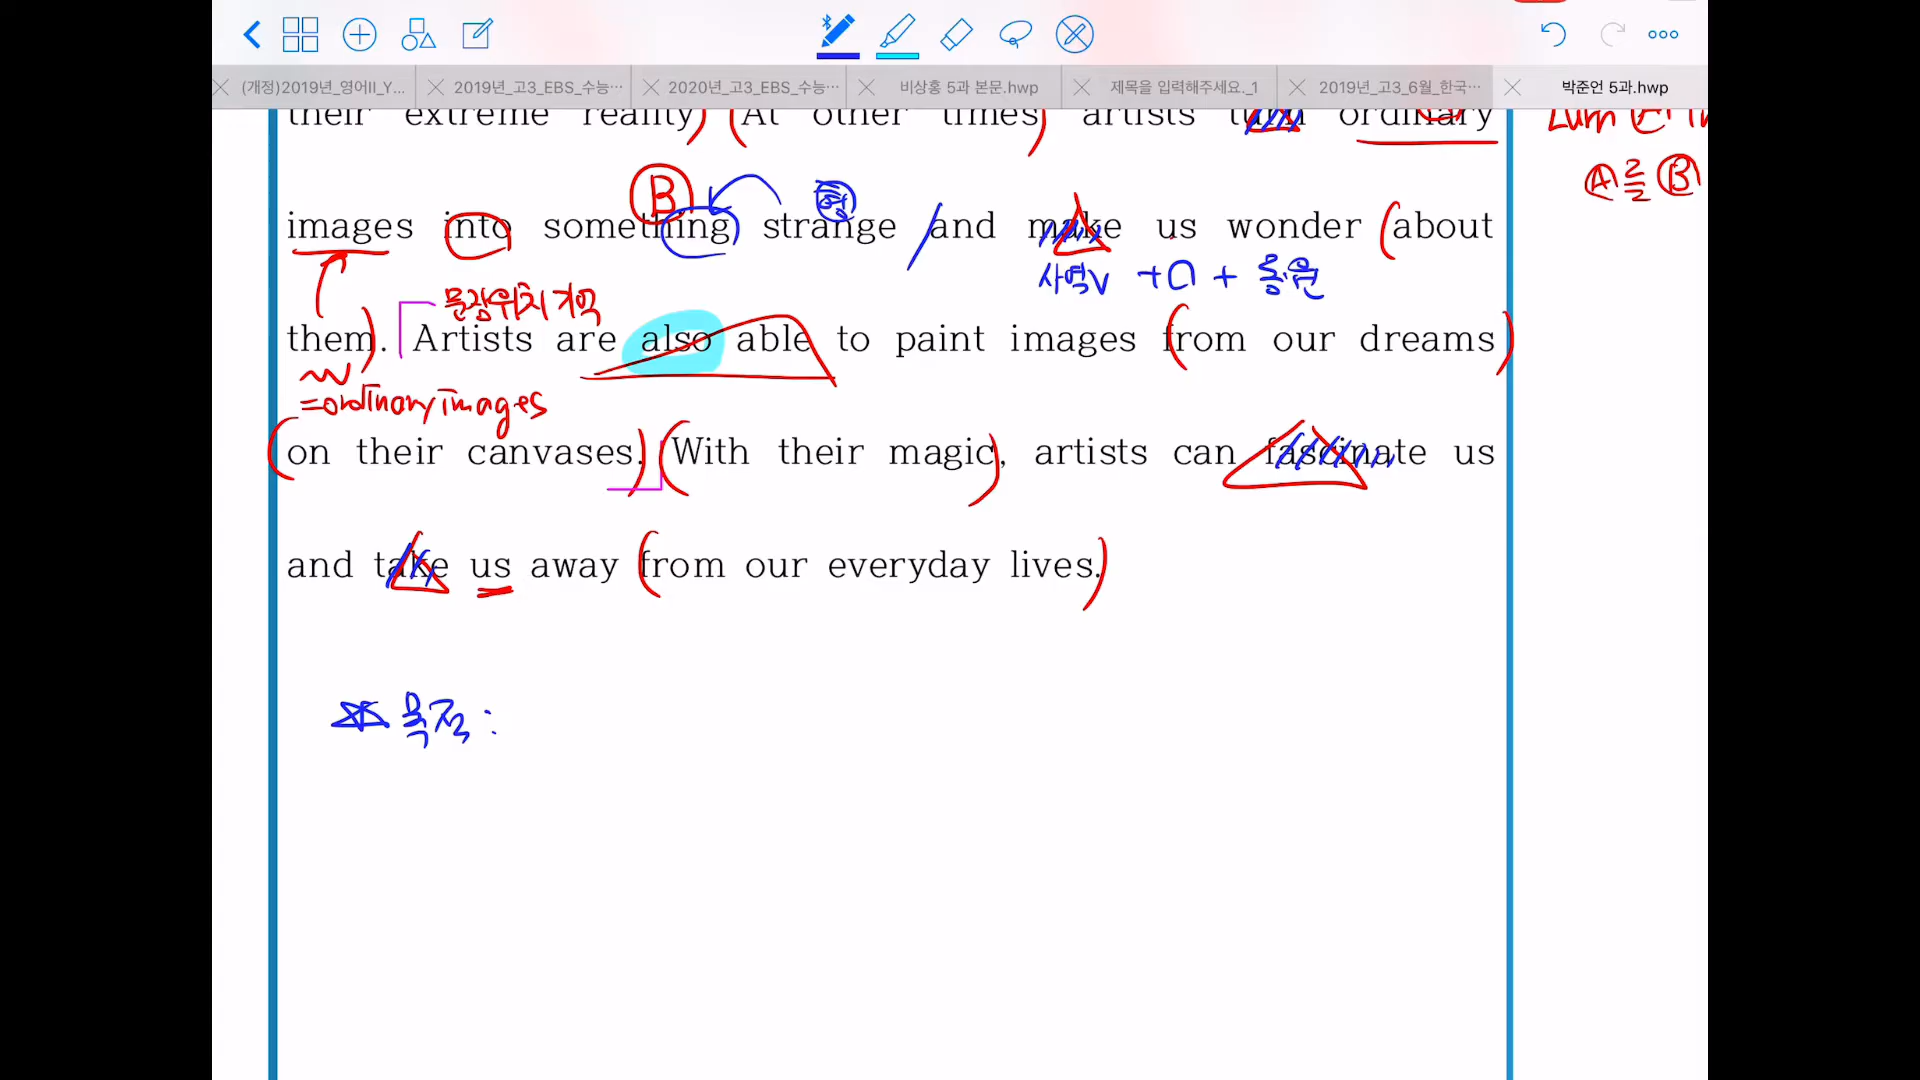 (개정)2019년_영어II_Y...
2019년_고3_EBS_수능...
2020년_고3_EBS_수능...
비상홍 5과 본문.hwp
제목을 입력해주세요._1
2019년_고3_6월_한국...
박준언 5과.hwp
their extreme reality) (At other times) artists turn ordinary
turn Ⓐ in
Ⓐ를 Ⓑ
B 형
images into something strange / and make us wonder (about
사역V + O + 동.원
문장위치 기억
them). Artists are also able to paint images (from our dreams)
=ordinary images
(on their canvases.) (With their magic), artists can fascinate us
and take us away (from our everyday lives.)
목적 :